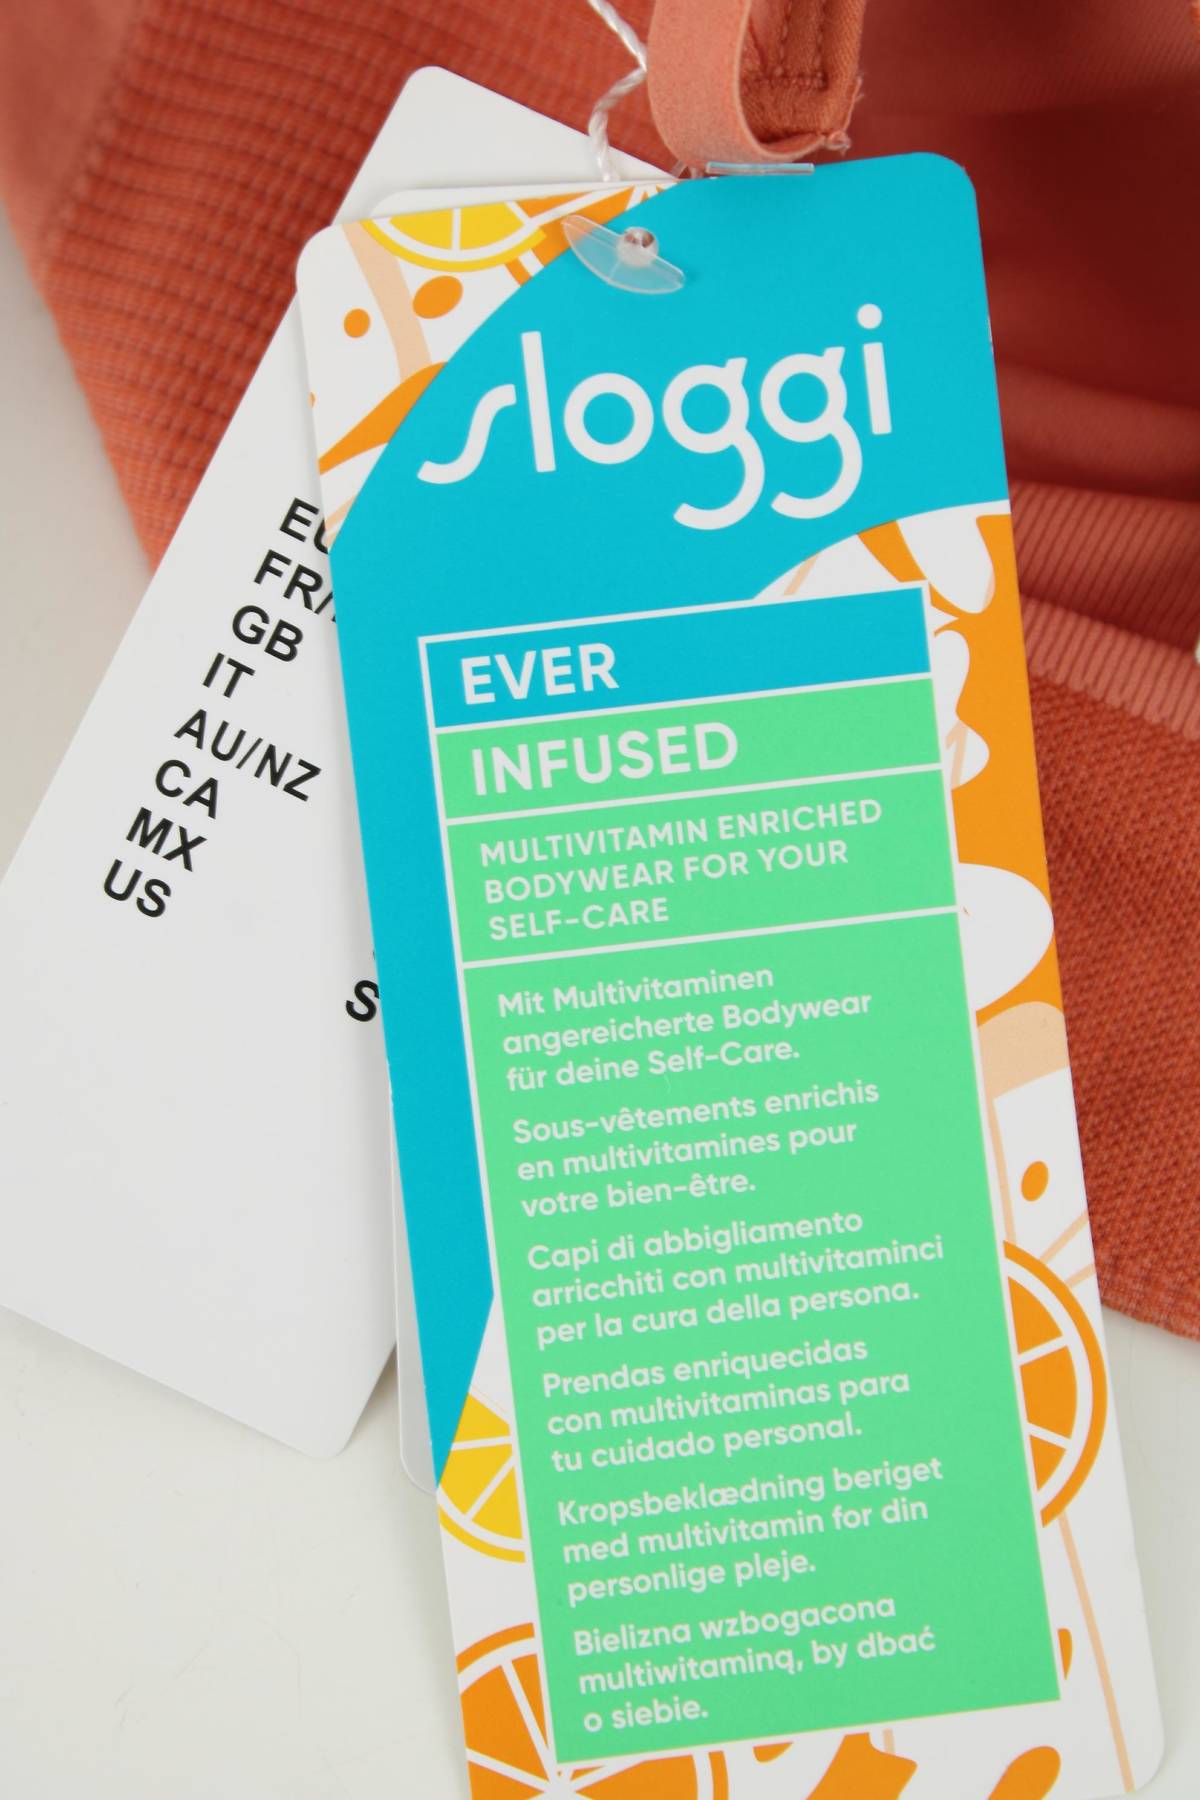 sloggi
EVER
INFUSED
MULTIVITAMIN ENRICHED
BODYWEAR FOR YOUR
SELF-CARE
Mit Multivitaminen
angereicherte Bodywear
für deine Self-Care.
Sous-vêtements enrichis
en multivitamines pour
votre bien-être.
Capi di abbigliamento
arricchiti con multivitaminci
per la cura della persona.
Prendas enriquecidas
con multivitaminas para
tu cuidado personal.
Kropsbeklædning beriget
med multivitamin for din
personlige pleje.
Bielizna wzbogacona
multiwitaminą, by dbać
o siebie.
EU
FR/
GB
IT
AU/NZ
CA
MX
US
S